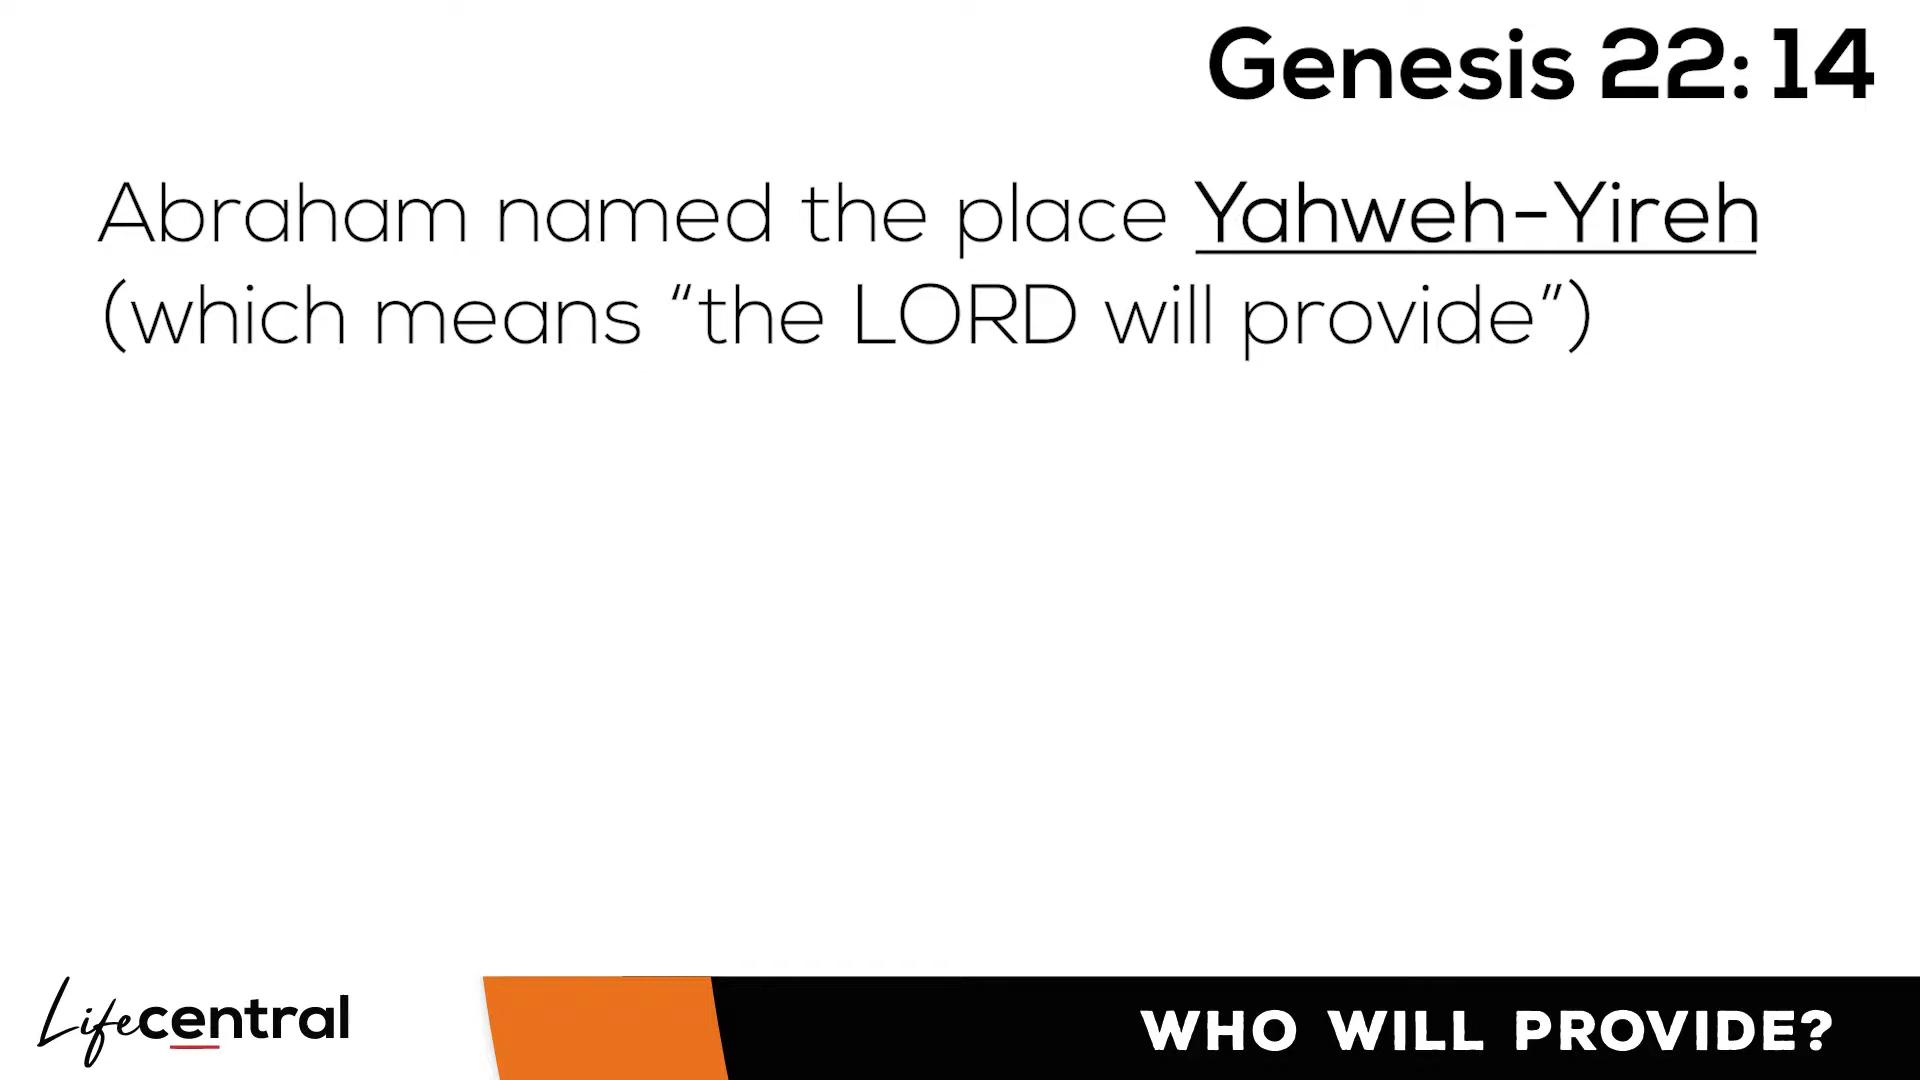 Genesis 22: 14
Abraham named the place Yahweh-Yireh
(which means “the LORD will provide”)
Lifecentral
WHO WILL PROVIDE?